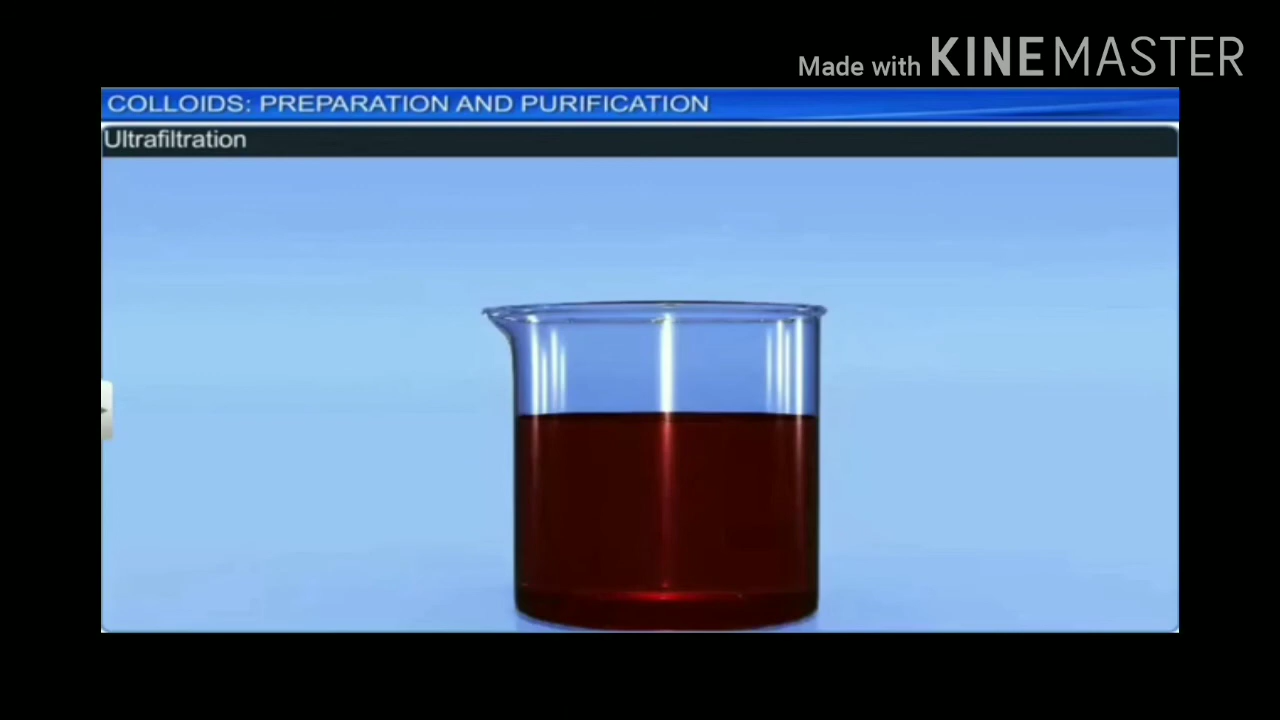 Made with KINEMASTER
COLLOIDS: PREPARATION AND PURIFICATION
Ultrafiltration